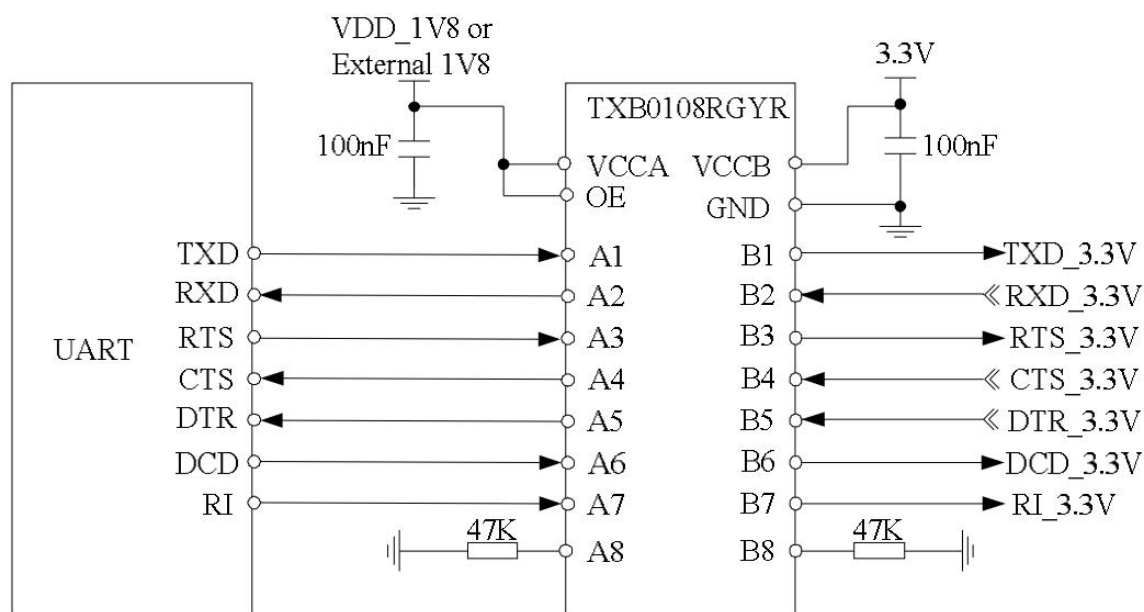 VDD_1V8 or
External 1V8
3.3V
TXB0108RGYR
100nF
100nF
VCCA
VCCB
OE
GND
TXD
A1
B1
TXD_3.3V
RXD
A2
B2
RXD_3.3V
RTS
A3
B3
RTS_3.3V
UART
CTS
A4
B4
CTS_3.3V
DTR
A5
B5
DTR_3.3V
DCD
A6
B6
DCD_3.3V
RI
A7
B7
RI_3.3V
47K
A8
B8
47K